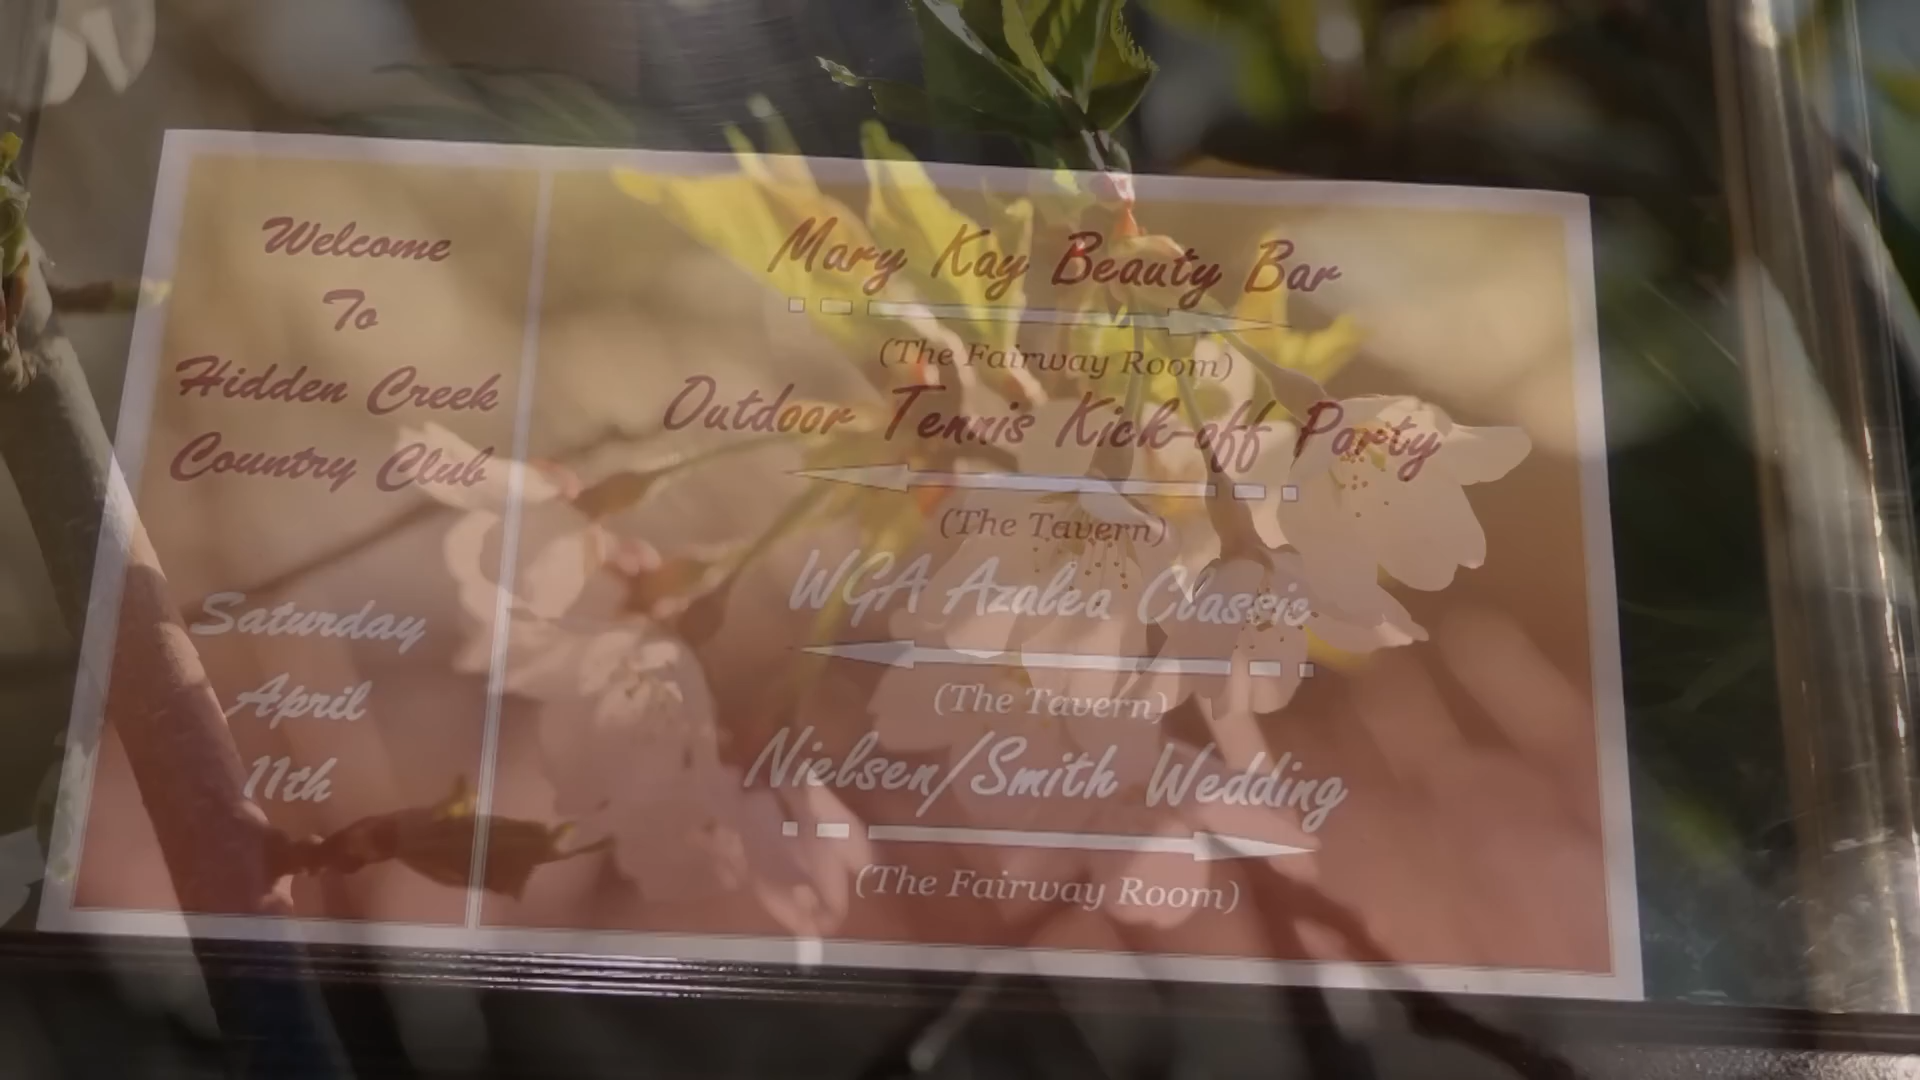 Welcome
To
Hidden Creek
Country Club
Saturday
April
11th
Mary Kay Beauty Bar
(The Fairway Room)
Outdoor Tennis Kick-off Party
(The Tavern)
WGA Azalea Classic
(The Tavern)
Nielsen/Smith Wedding
(The Fairway Room)